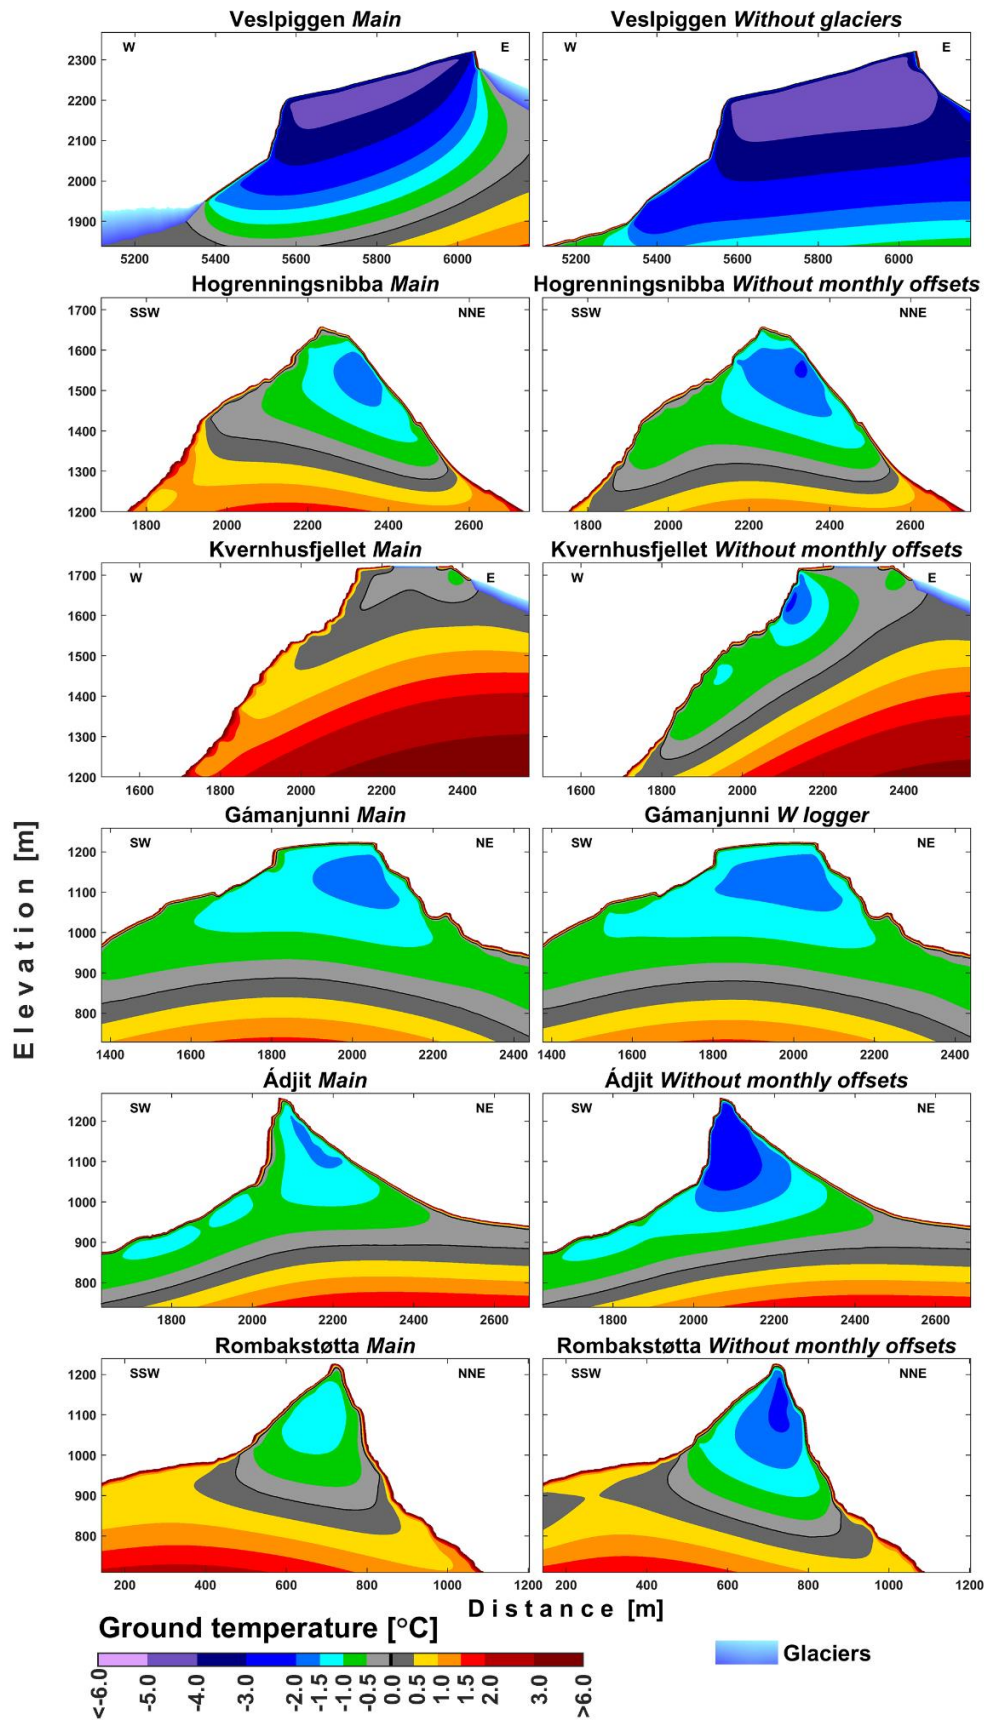 Veslpiggen Main
Veslpiggen Without glaciers
W E
W E
2300
2200
2100
2000
1900
5200 5400 5600 5800 6000
5200 5400 5600 5800 6000
Hogrenningsnibba Main
Hogrenningsnibba Without monthly offsets
SSW NNE
SSW NNE
1700
1600
1500
1400
1300
1200
1800 2000 2200 2400 2600
1800 2000 2200 2400 2600
Kvernhusfjellet Main
Kvernhusfjellet Without monthly offsets
W E
W E
1700
1600
1500
1400
1300
1200
1600 1800 2000 2200 2400
1600 1800 2000 2200 2400
Gámanjunni Main
Gámanjunni W logger
SW NE
SW NE
1200
1100
1000
900
800
1400 1600 1800 2000 2200 2400
1400 1600 1800 2000 2200 2400
Ádjit Main
Ádjit Without monthly offsets
SW NE
SW NE
1200
1100
1000
900
800
1800 2000 2200 2400 2600
1800 2000 2200 2400 2600
Rombakstøtta Main
Rombakstøtta Without monthly offsets
SSW NNE
SSW NNE
1200
1100
1000
900
800
200 400 600 800 1000 1200
200 400 600 800 1000 1200
Elevation [m]
Distance [m]
Ground temperature [°C]
<-6.0 -5.0 -4.0 -3.0 -2.0 -1.5 -1.0 -0.5 0.0 0.5 1.0 1.5 2.0 3.0 >6.0
Glaciers